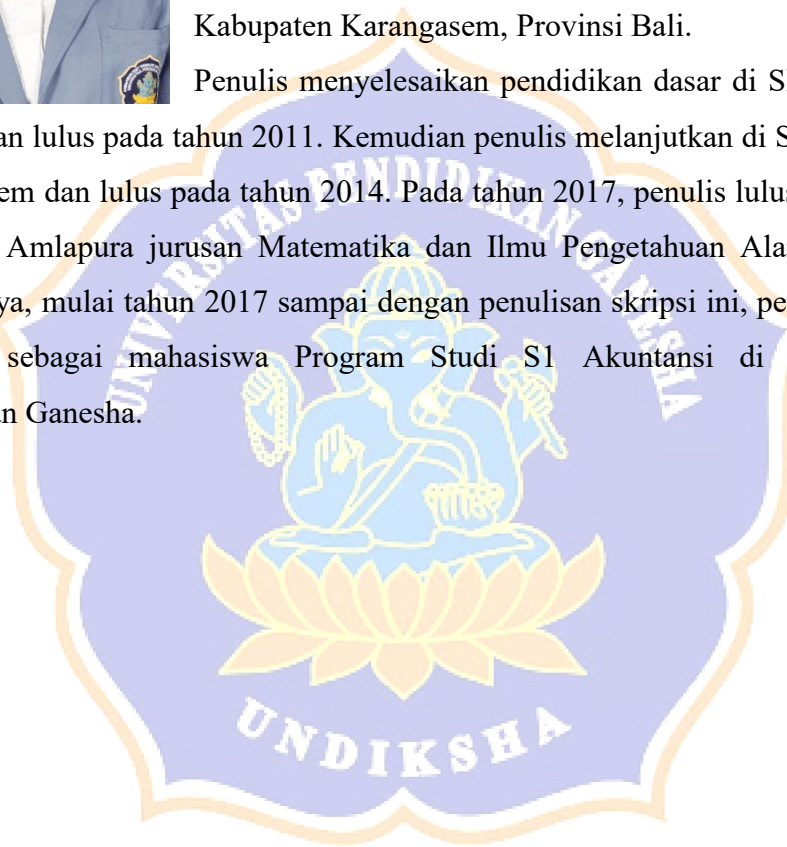 Kabupaten Karangasem, Provinsi Bali.
Penulis menyelesaikan pendidikan dasar di S
an lulus pada tahun 2011. Kemudian penulis melanjutkan di S
em dan lulus pada tahun 2014. Pada tahun 2017, penulis lulus
Amlapura jurusan Matematika dan Ilmu Pengetahuan Ala
ya, mulai tahun 2017 sampai dengan penulisan skripsi ini, pe
sebagai mahasiswa Program Studi S1 Akuntansi di
an Ganesha.
UNIVERSITAS PENDIDIKAN GANESHA
UNDIKSHA